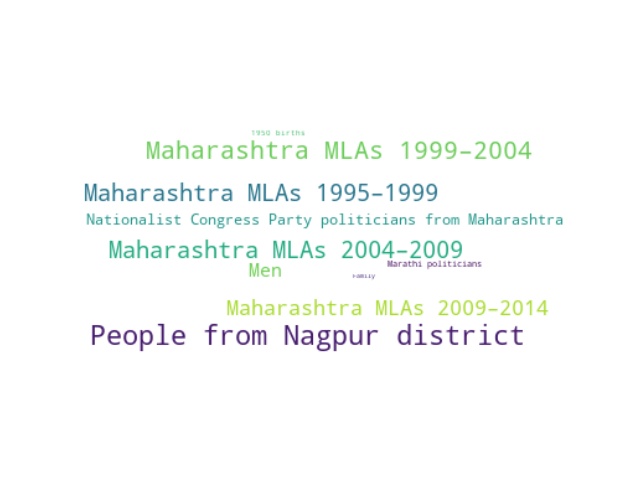 1950 births
Maharashtra MLAs 1999–2004
Maharashtra MLAs 1995–1999
Nationalist Congress Party politicians from Maharashtra
Maharashtra MLAs 2004–2009
Marathi politicians
Men
Family
Maharashtra MLAs 2009–2014
People from Nagpur district